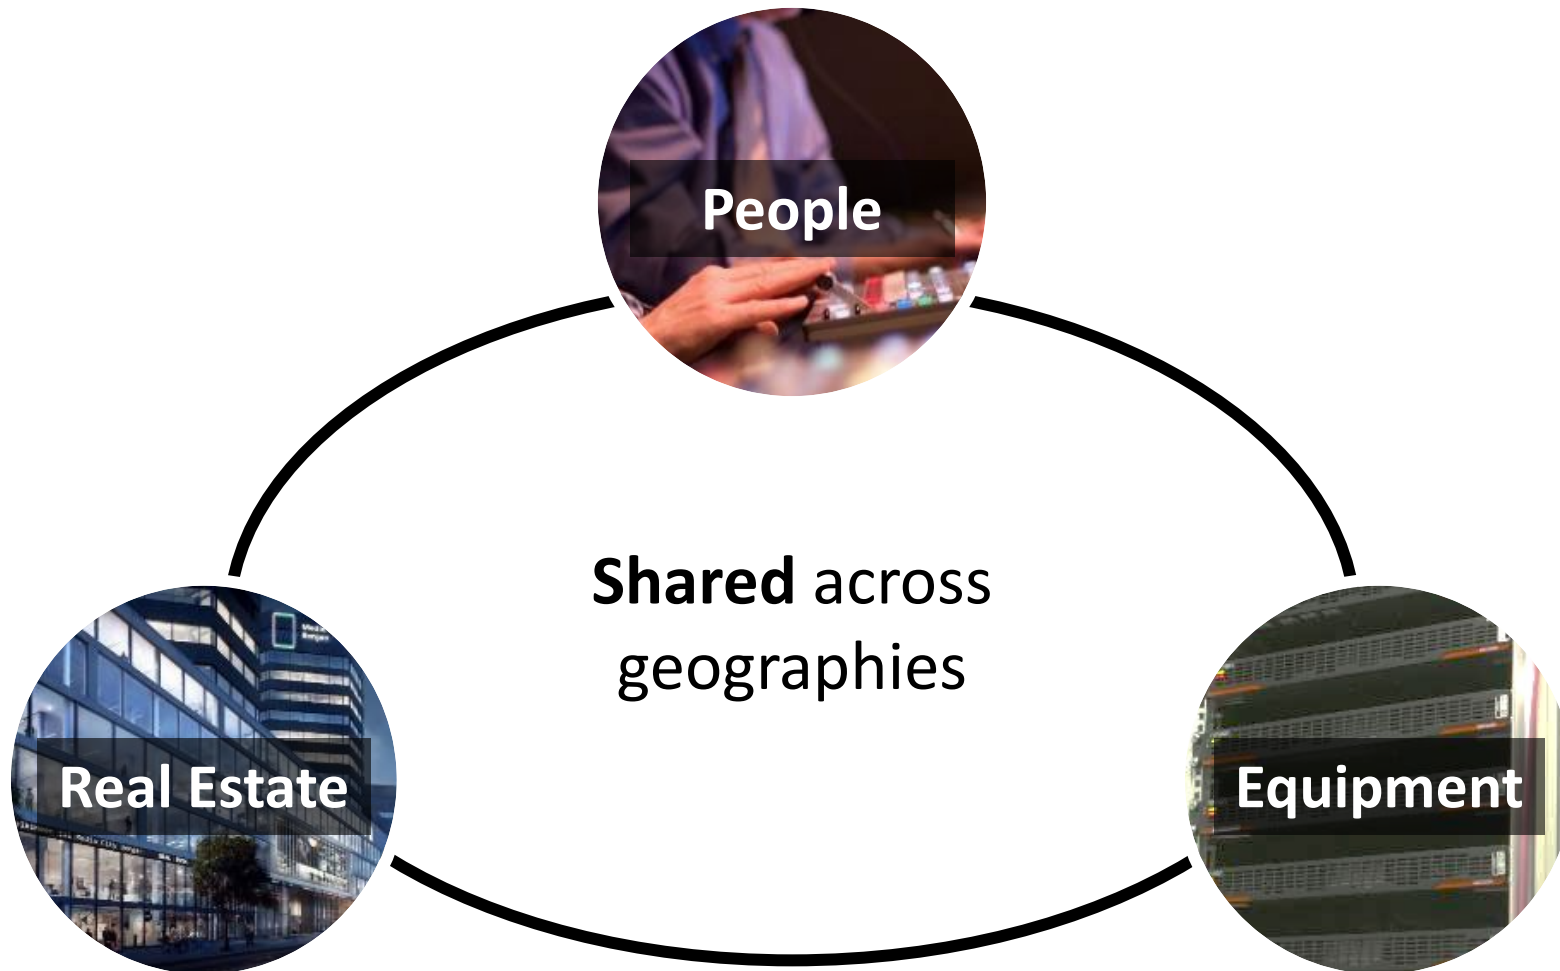 People
Shared across
geographies
Real Estate
Equipment